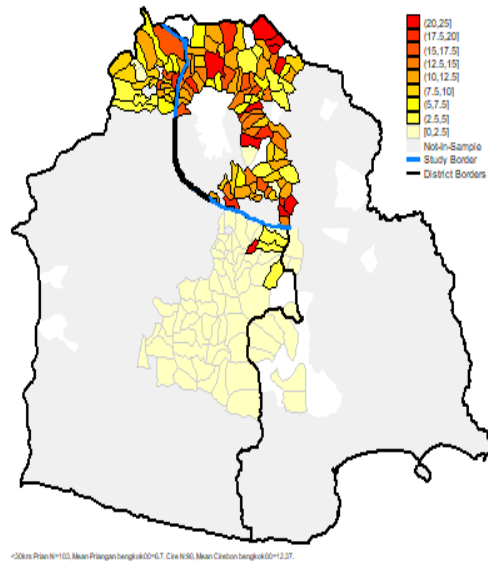 (20,25]
(17.5,20]
(15,17.5]
(12.5,15]
(10,12.5]
(7.5,10]
(5,7.5]
(2.5,5]
[0,2.5]
Not-In-Sample
Study Border
District Borders
<30km: Prian N=103, Mean Priangan bengkok00=6.7. Cire N:90, Mean Cirebon bengkok00=12.37.